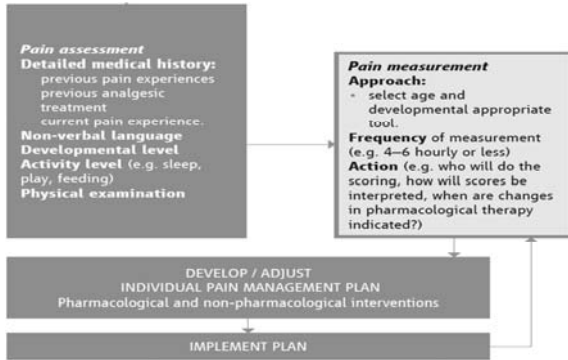 Pain assessment
Detailed medical history:
previous pain experiences
previous analgesic
treatment
current pain experience.
Non-verbal language
Developmental level
Activity level (e.g. sleep,
play, feeding)
Physical examination
Pain measurement
Approach:
- select age and
developmental appropriate
tool.
Frequency of measurement
(e.g. 4–6 hourly or less)
Action (e.g. who will do the
scoring, how will scores be
interpreted, when are changes
in pharmacological therapy
indicated?)
DEVELOP / ADJUST
INDIVIDUAL PAIN MANAGEMENT PLAN
Pharmacological and non-pharmacological interventions
IMPLEMENT PLAN